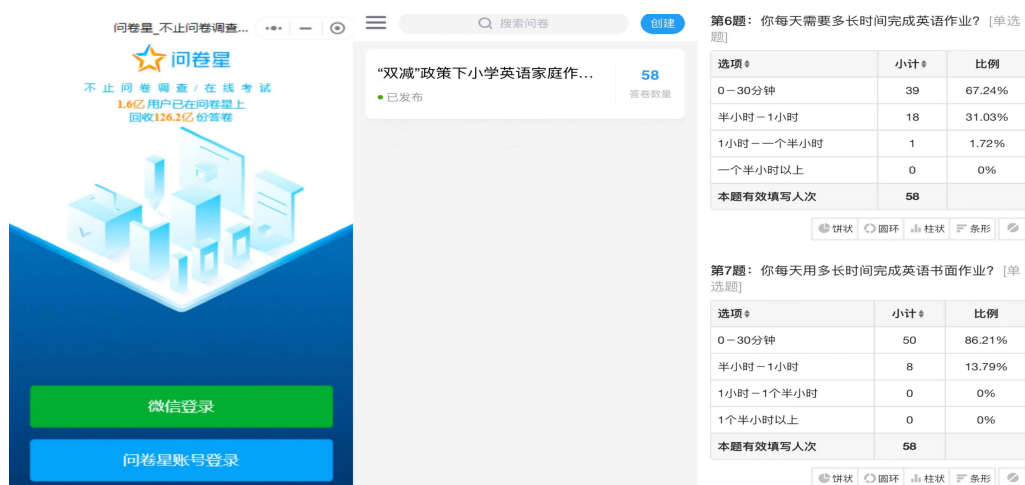 问卷星_不止问卷调查...
问卷星
不止问卷调查/在线考试
1.6亿用户已在问卷星上
回收126.2亿份答卷
微信登录
问卷星账号登录
搜索问卷
创建
“双减”政策下小学英语家庭作...
58
已发布
答卷数量
第6题：你每天需要多长时间完成英语作业？ [单选
题]
选项 小计 比例
0－30分钟 39 67.24%
半小时－1小时 18 31.03%
1小时－一个半小时 1 1.72%
一个半小时以上 0 0%
本题有效填写人次 58
饼状 圆环 柱状 条形
第7题：你每天用多长时间完成英语书面作业？ [单
选题]
选项 小计 比例
0－30分钟 50 86.21%
半小时－1小时 8 13.79%
1小时－1个半小时 0 0%
1个半小时以上 0 0%
本题有效填写人次 58
饼状 圆环 柱状 条形